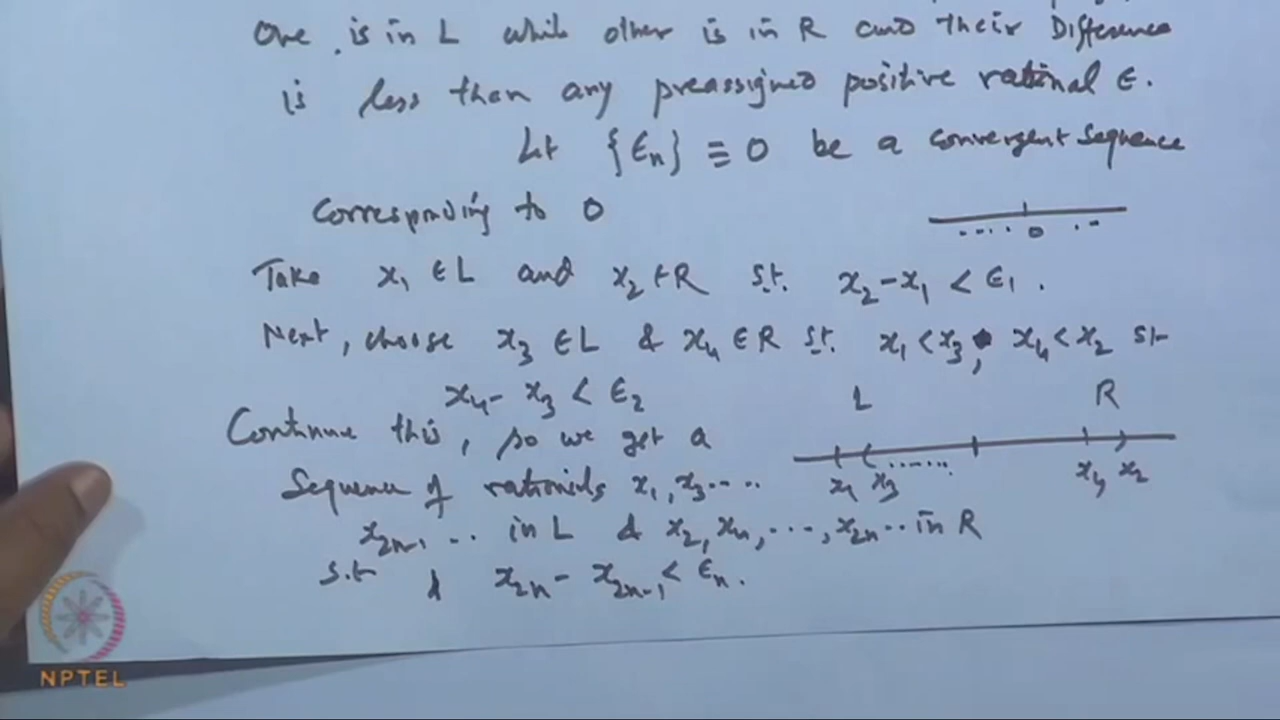 One is in L while other is in R and their Difference
is less than any preassigned positive rational ε.
Let {εn} ≡ 0 be a convergent sequence
Corresponding to 0
0
Take x1 ∈ L and x2 ∈ R s.t. x2-x1 < ε1.
Next, choose x3 ∈ L & x4 ∈ R s.t. x1 < x3, x4 < x2 st
x4- x3 < ε2
L R
Continue this, so we get a
Sequence of rationals x1, x3....
x1 x3 x4 x2
x2n-1 .. in L & x2, x4, ..., x2n.. in R
s.t & x2n - x2n-1 < εn.
NPTEL